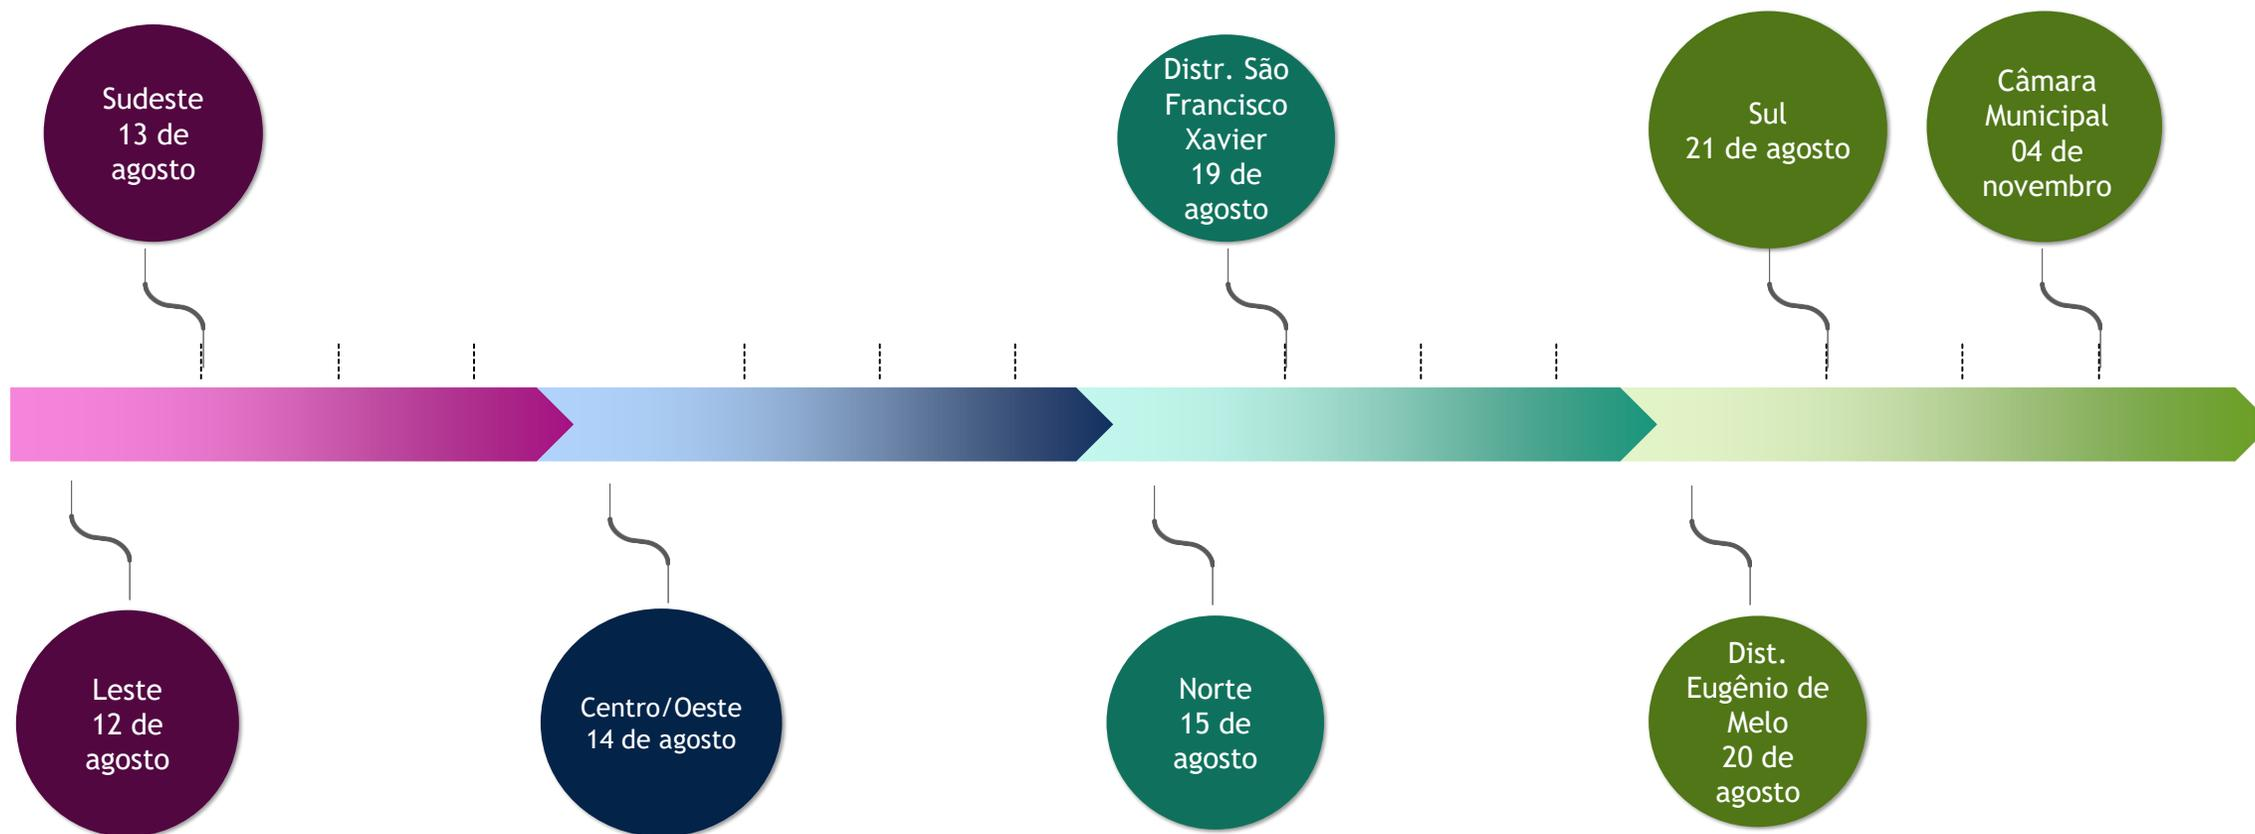 Sudeste
13 de
agosto
Distr. São
Francisco
Xavier
19 de
agosto
Sul
21 de agosto
Câmara
Municipal
04 de
novembro
Leste
12 de
agosto
Centro/Oeste
14 de agosto
Norte
15 de
agosto
Dist.
Eugênio de
Melo
20 de
agosto